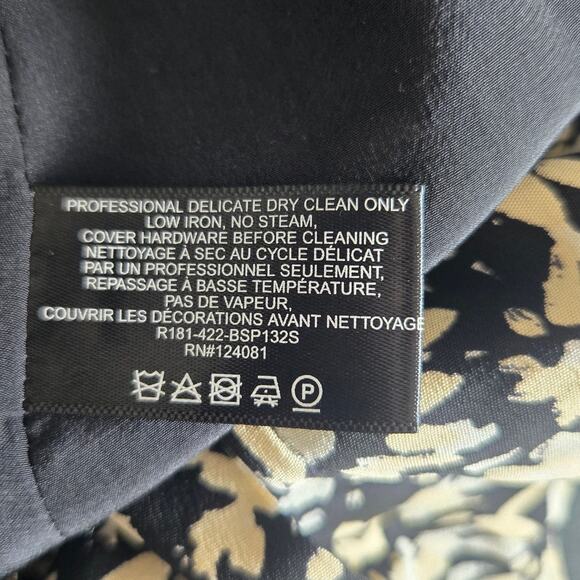 PROFESSIONAL DELICATE DRY CLEAN ONLY
LOW IRON, NO STEAM,
COVER HARDWARE BEFORE CLEANING
NETTOYAGE À SEC AU CYCLE DÉLICAT
PAR UN PROFESSIONNEL SEULEMENT,
REPASSAGE À BASSE TEMPÉRATURE,
PAS DE VAPEUR,
COUVRIR LES DÉCORATIONS AVANT NETTOYAGE
R181-422-BSP132S
RN#124081
P